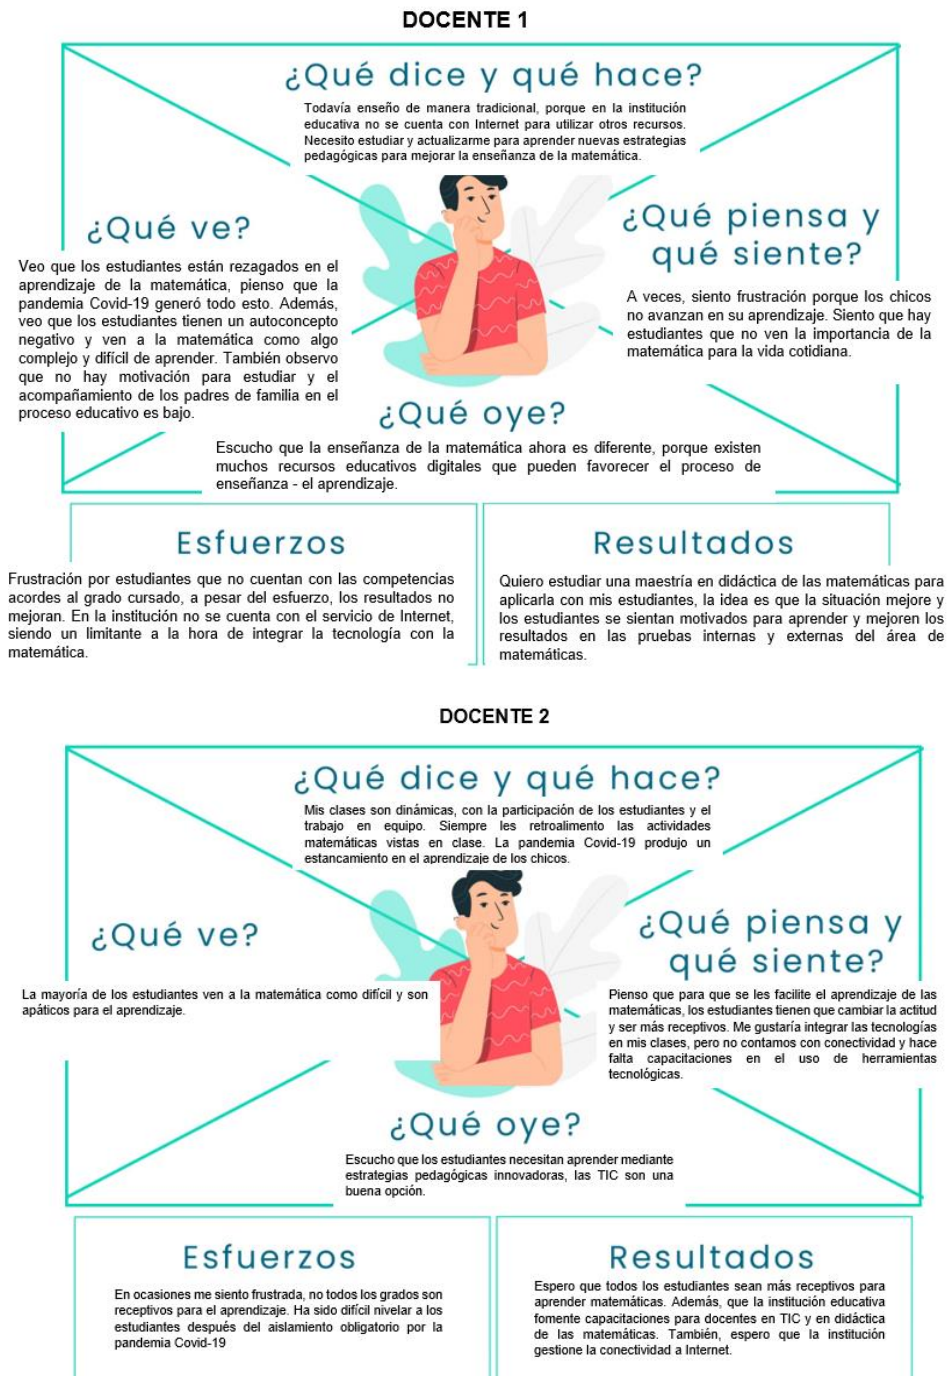 DOCENTE 1
¿Qué dice y qué hace?
Todavía enseño de manera tradicional, porque en la institución
educativa no se cuenta con Internet para utilizar otros recursos.
Necesito estudiar y actualizarme para aprender nuevas estrategias
pedagógicas para mejorar la enseñanza de la matemática.
¿Qué ve?
Veo que los estudiantes están rezagados en el
aprendizaje de la matemática, pienso que la
pandemia Covid-19 generó todo esto. Además,
veo que los estudiantes tienen un autoconcepto
negativo y ven a la matemática como algo
complejo y difícil de aprender. También observo
que no hay motivación para estudiar y el
acompañamiento de los padres de familia en el
proceso educativo es bajo.
¿Qué piensa y
qué siente?
A veces, siento frustración porque los chicos
no avanzan en su aprendizaje. Siento que hay
estudiantes que no ven la importancia de la
matemática para la vida cotidiana.
¿Qué oye?
Escucho que la enseñanza de la matemática ahora es diferente, porque existen
muchos recursos educativos digitales que pueden favorecer el proceso de
enseñanza - el aprendizaje.
Esfuerzos
Frustración por estudiantes que no cuentan con las competencias
acordes al grado cursado, a pesar del esfuerzo, los resultados no
mejoran. En la institución no se cuenta con el servicio de Internet,
siendo un limitante a la hora de integrar la tecnología con la
matemática.
Resultados
Quiero estudiar una maestría en didáctica de las matemáticas para
aplicarla con mis estudiantes, la idea es que la situación mejore y
los estudiantes se sientan motivados para aprender y mejoren los
resultados en las pruebas internas y externas del área de
matemáticas.
DOCENTE 2
¿Qué dice y qué hace?
Mis clases son dinámicas, con la participación de los estudiantes y el
trabajo en equipo. Siempre les retroalimento las actividades
matemáticas vistas en clase. La pandemia Covid-19 produjo un
estancamiento en el aprendizaje de los chicos.
¿Qué ve?
La mayoría de los estudiantes ven a la matemática como difícil y son
apáticos para el aprendizaje.
¿Qué piensa y
qué siente?
Pienso que para que se les facilite el aprendizaje de las
matemáticas, los estudiantes tienen que cambiar la actitud
y ser más receptivos. Me gustaría integrar las tecnologías
en mis clases, pero no contamos con conectividad y hace
falta capacitaciones en el uso de herramientas
tecnológicas.
¿Qué oye?
Escucho que los estudiantes necesitan aprender mediante
estrategias pedagógicas innovadoras, las TIC son una
buena opción.
Esfuerzos
En ocasiones me siento frustrada, no todos los grados son
receptivos para el aprendizaje. Ha sido difícil nivelar a los
estudiantes después del aislamiento obligatorio por la
pandemia Covid-19
Resultados
Espero que todos los estudiantes sean más receptivos para
aprender matemáticas. Además, que la institución educativa
fomente capacitaciones para docentes en TIC y en didáctica
de las matemáticas. También, espero que la institución
gestione la conectividad a Internet.